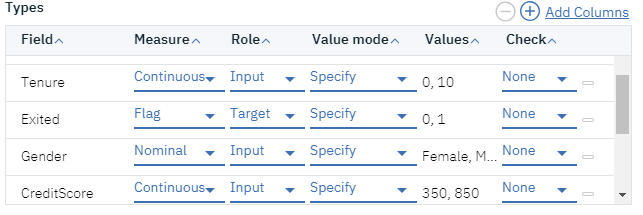 Types
Add Columns
Field Measure Role Value mode Values Check
Tenure Continuous Input Specify 0, 10 None
Exited Flag Target Specify 0, 1 None
Gender Nominal Input Specify Female, M... None
CreditScore Continuous Input Specify 350, 850 None